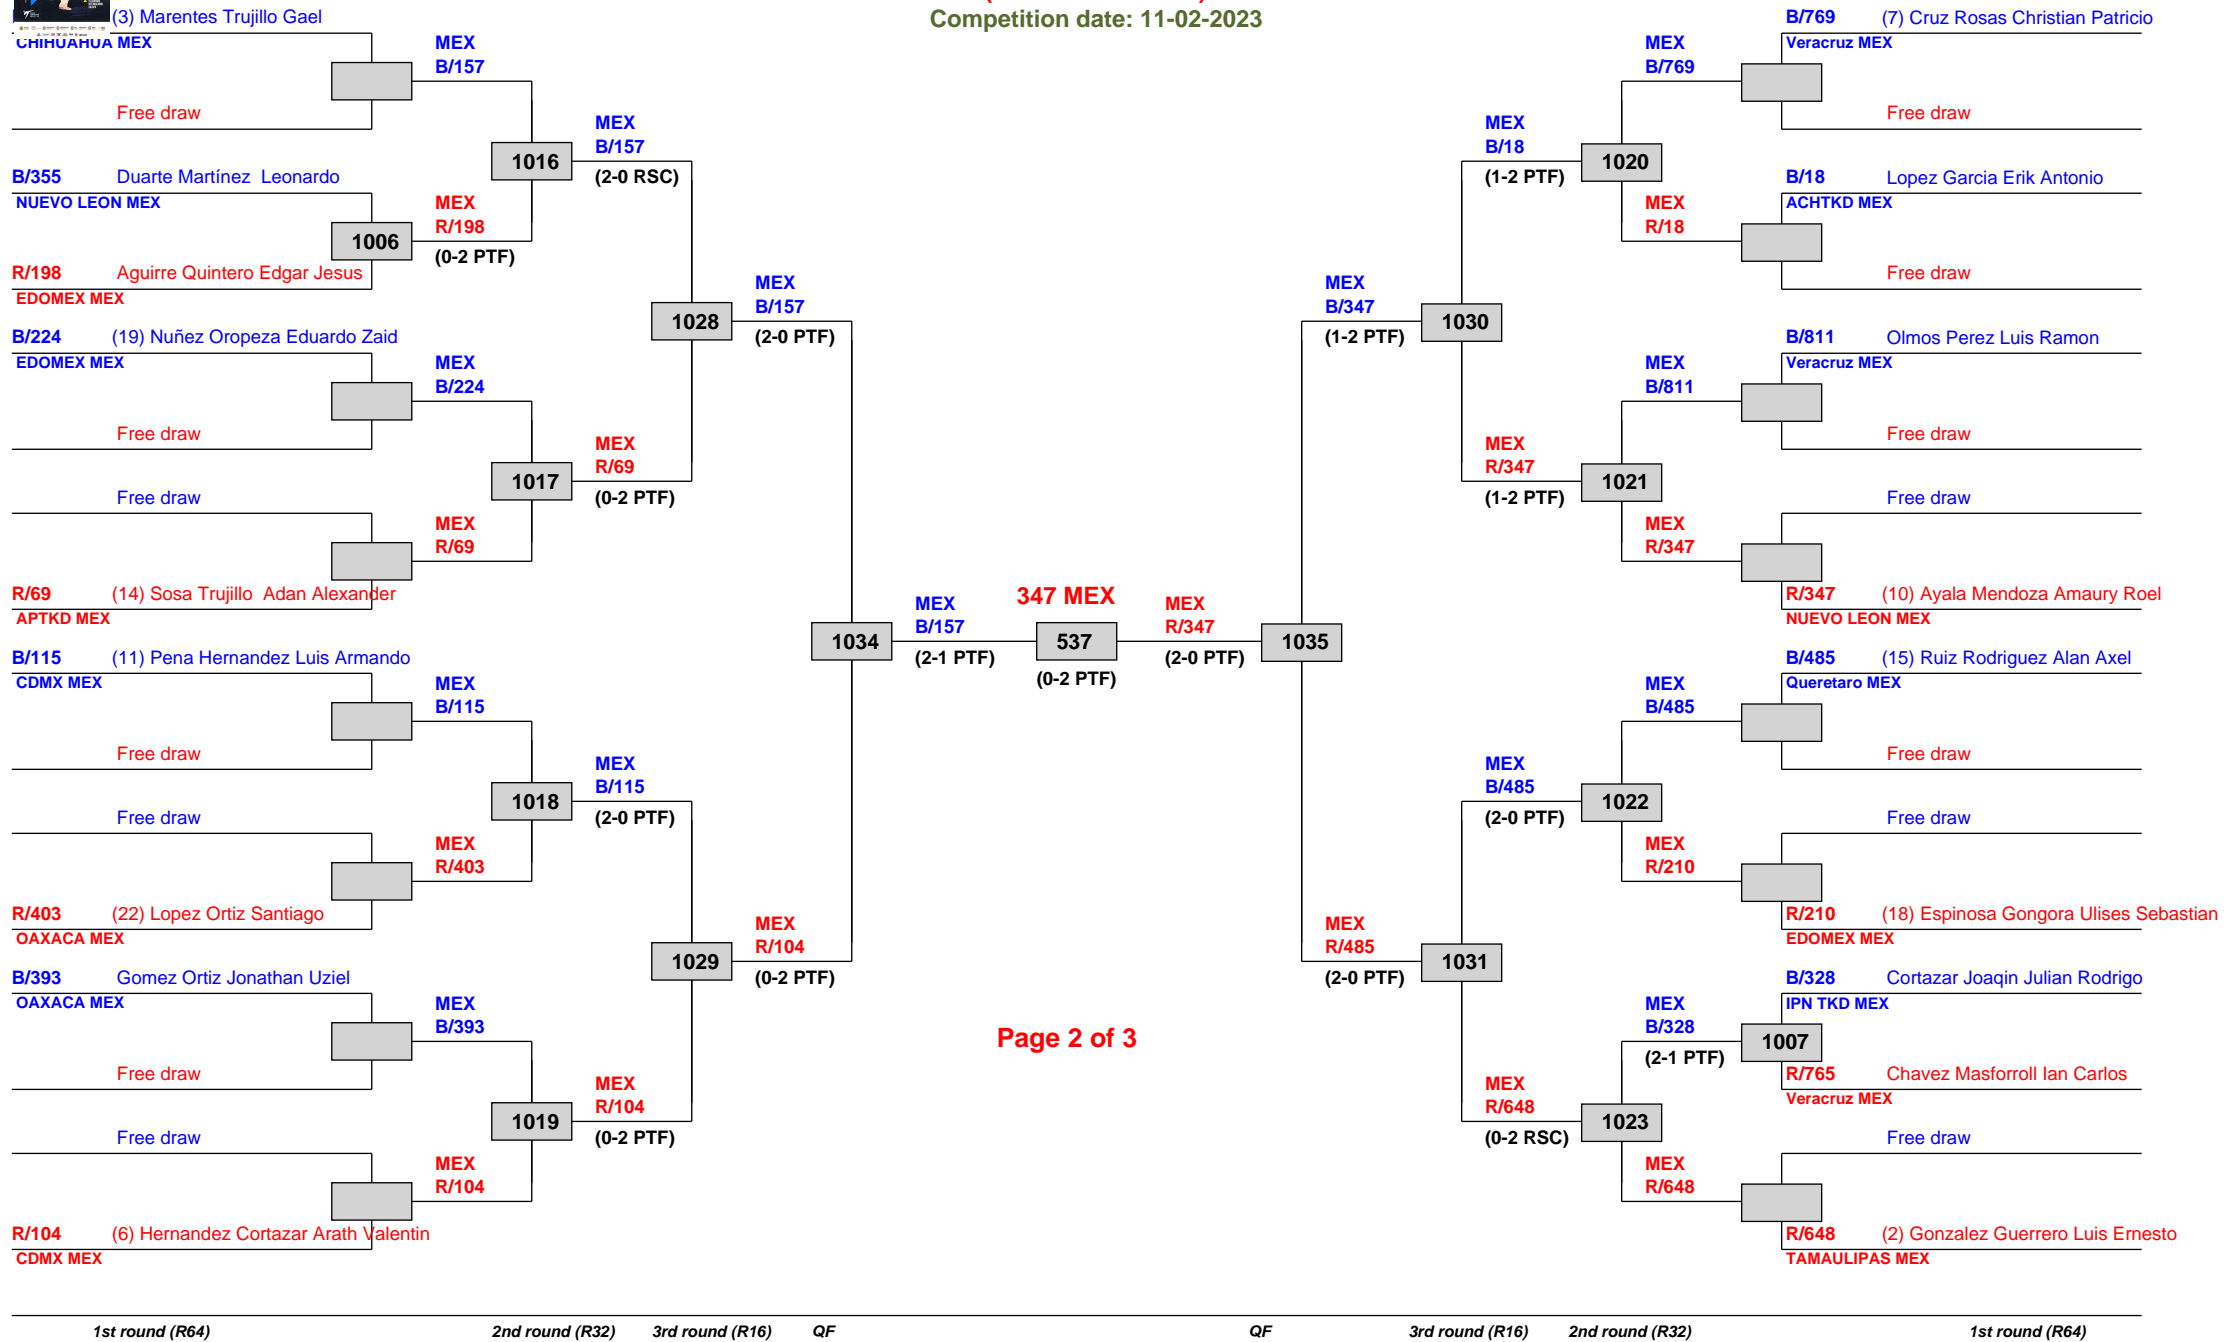 Competition date: 11-02-2023
(3) Marentes Trujillo Gael
CHIHUAHUA MEX
Free draw
B/355 Duarte Martínez  Leonardo
NUEVO LEON MEX
1006
R/198 Aguirre Quintero Edgar Jesus
EDOMEX MEX
B/224 (19) Nuñez Oropeza Eduardo Zaid
EDOMEX MEX
Free draw
Free draw
R/69 (14) Sosa Trujillo  Adan Alexander
APTKD MEX
B/115 (11) Pena Hernandez Luis Armando
CDMX MEX
Free draw
Free draw
R/403 (22) Lopez Ortiz Santiago
OAXACA MEX
B/393 Gomez Ortiz Jonathan Uziel
OAXACA MEX
Free draw
Free draw
R/104 (6) Hernandez Cortazar Arath Valentin
CDMX MEX
MEX
B/157
1016
MEX
R/198
(0-2 PTF)
MEX
B/224
1017
MEX
R/69
MEX
B/115
1018
MEX
R/403
MEX
B/393
1019
MEX
R/104
MEX
B/157
(2-0 RSC)
1028
MEX
R/69
(0-2 PTF)
MEX
B/115
(2-0 PTF)
1029
MEX
R/104
(0-2 PTF)
MEX
B/157
(2-0 PTF)
1034
MEX
R/104
(0-2 PTF)
MEX
B/157
(2-1 PTF)
347 MEX
537
(0-2 PTF)
MEX
R/347
(2-0 PTF)
1035
Page 2 of 3
MEX
B/347
(1-2 PTF)
1030
MEX
R/485
(2-0 PTF)
1031
MEX
B/18
(1-2 PTF)
1020
MEX
R/347
(1-2 PTF)
1021
MEX
B/485
(2-0 PTF)
1022
MEX
R/648
(0-2 RSC)
1023
MEX
B/769
MEX
R/18
MEX
B/811
MEX
R/347
MEX
B/485
MEX
R/210
MEX
B/328
(2-1 PTF)
1007
MEX
R/648
B/769 (7) Cruz Rosas Christian Patricio
Veracruz MEX
Free draw
B/18 Lopez Garcia Erik Antonio
ACHTKD MEX
Free draw
B/811 Olmos Perez Luis Ramon
Veracruz MEX
Free draw
Free draw
R/347 (10) Ayala Mendoza Amaury Roel
NUEVO LEON MEX
B/485 (15) Ruiz Rodriguez Alan Axel
Queretaro MEX
Free draw
Free draw
R/210 (18) Espinosa Gongora Ulises Sebastian
EDOMEX MEX
B/328 Cortazar Joaqin Julian Rodrigo
IPN TKD MEX
R/765 Chavez Masforroll Ian Carlos
Veracruz MEX
Free draw
R/648 (2) Gonzalez Guerrero Luis Ernesto
TAMAULIPAS MEX
1st round (R64) 2nd round (R32) 3rd round (R16) QF QF 3rd round (R16) 2nd round (R32) 1st round (R64)